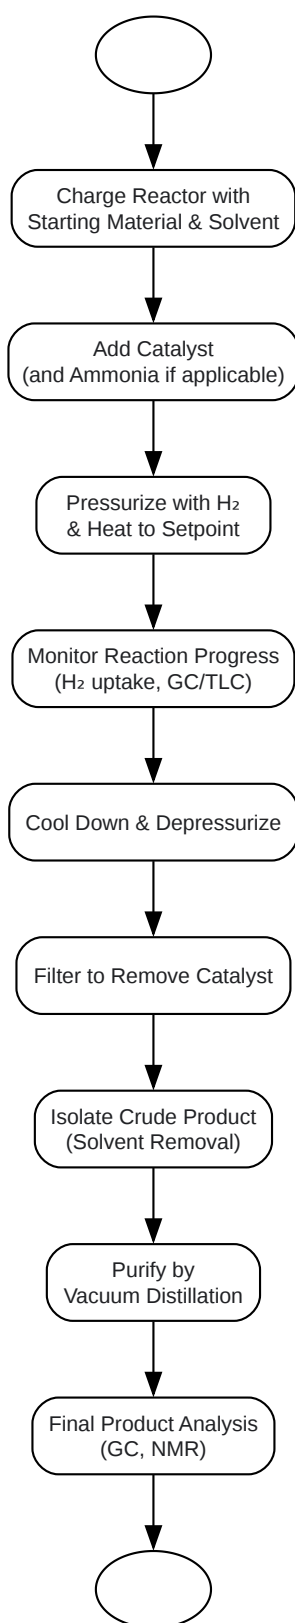 Charge Reactor with
Starting Material & Solvent
Add Catalyst
(and Ammonia if applicable)
Pressurize with H₂
& Heat to Setpoint
Monitor Reaction Progress
(H₂ uptake, GC/TLC)
Cool Down & Depressurize
Filter to Remove Catalyst
Isolate Crude Product
(Solvent Removal)
Purify by
Vacuum Distillation
Final Product Analysis
(GC, NMR)